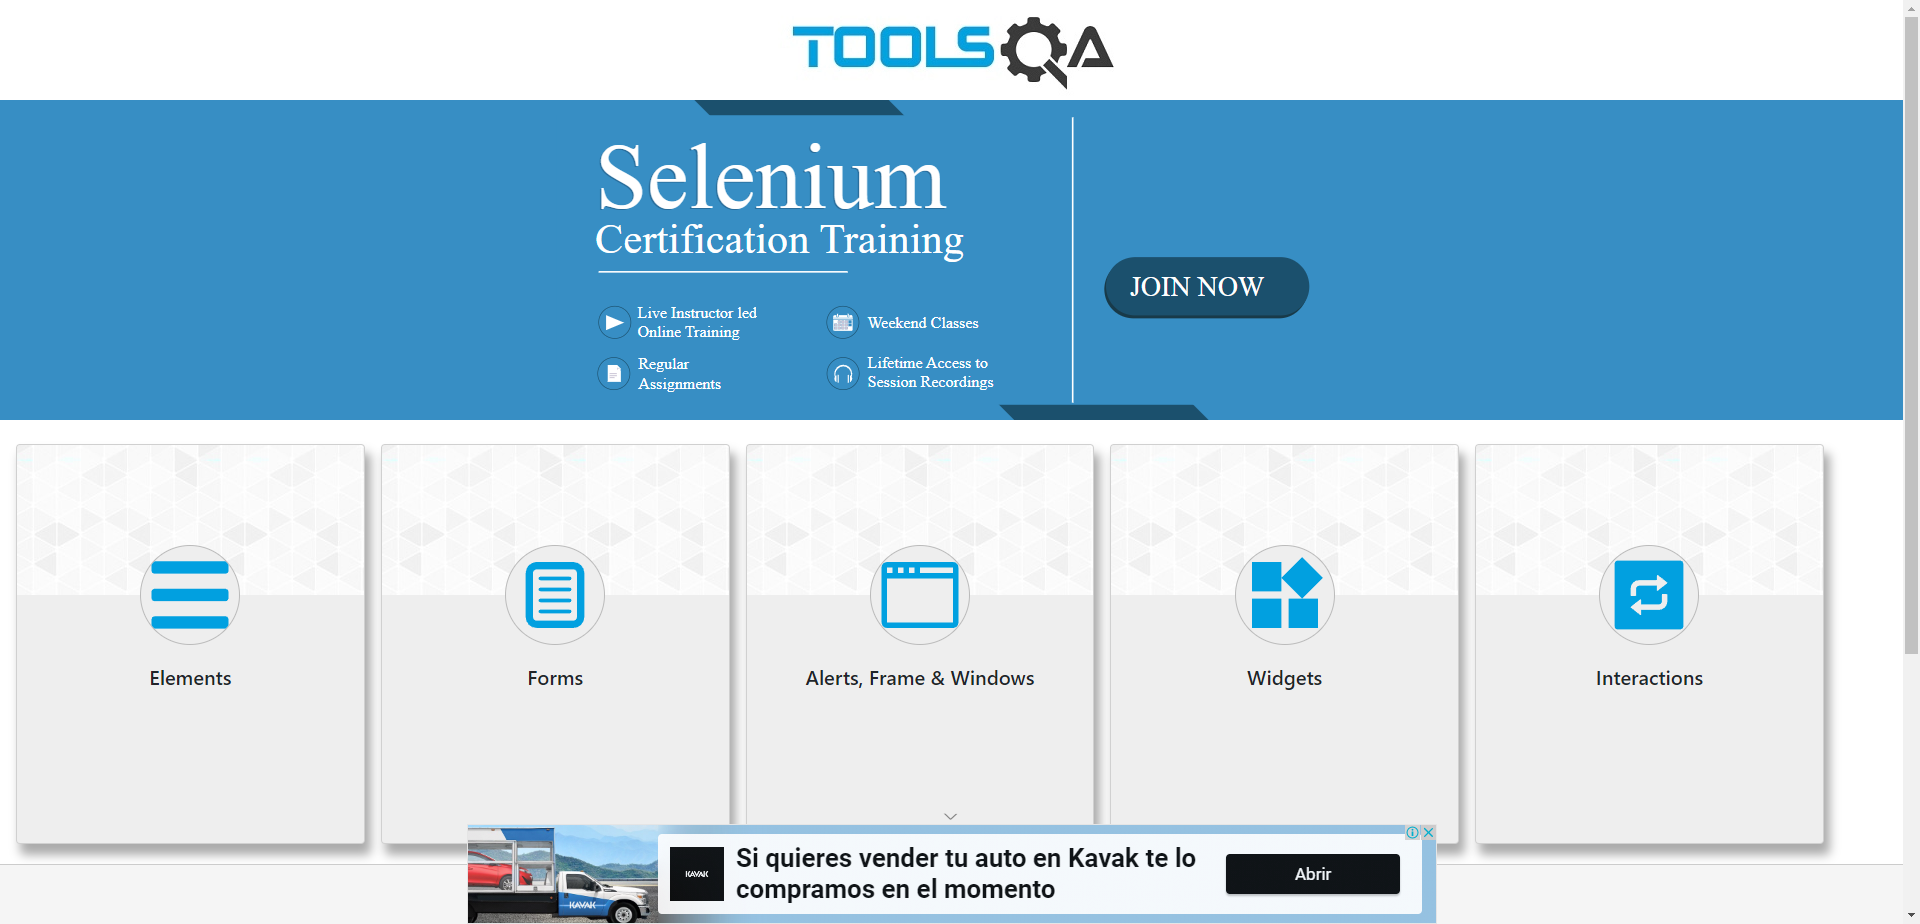 TOOLSQA
Selenium
Certification Training
Live Instructor led
Online Training
Weekend Classes
Regular
Assignments
Lifetime Access to
Session Recordings
JOIN NOW
Elements
Forms
Alerts, Frame & Windows
Widgets
Interactions
KAVAK
KAVAK
Si quieres vender tu auto en Kavak te lo
compramos en el momento
Abrir